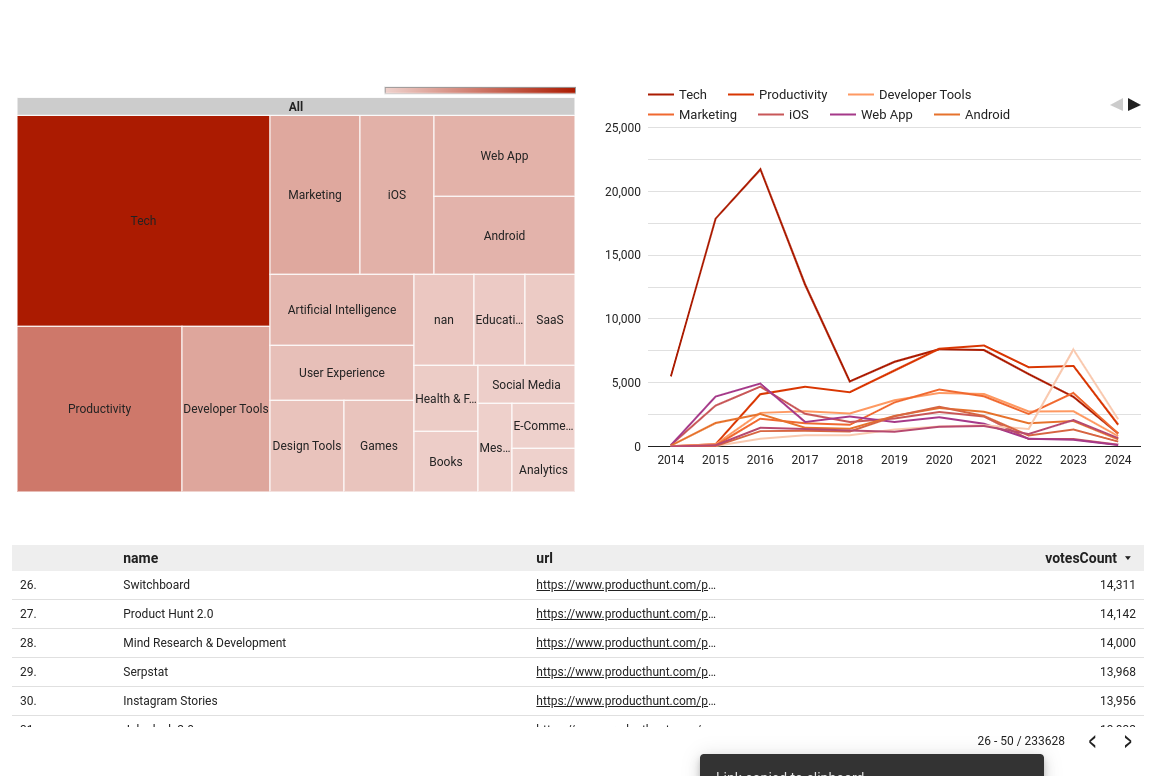 All
Tech
Marketing
iOS
Web App
Android
Productivity
Developer Tools
Artificial Intelligence
User Experience
Design Tools
Games
nan
Educati...
SaaS
Health & F...
Social Media
Books
Mes...
E-Comme...
Analytics
Tech Productivity Developer Tools
Marketing iOS Web App Android
25,000
20,000
15,000
10,000
5,000
0
2014 2015 2016 2017 2018 2019 2020 2021 2022 2023 2024
name url votesCount
26. Switchboard https://www.producthunt.com/p... 14,311
27. Product Hunt 2.0 https://www.producthunt.com/p... 14,142
28. Mind Research & Development https://www.producthunt.com/p... 14,000
29. Serpstat https://www.producthunt.com/p... 13,968
30. Instagram Stories https://www.producthunt.com/p... 13,956
26 - 50 / 233628
Link copied to clipboard